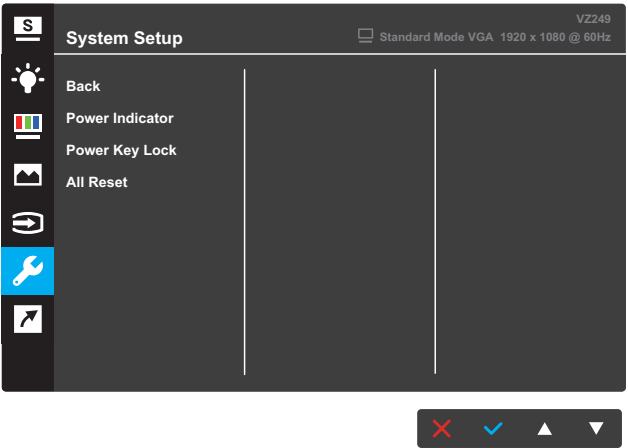 S
VZ249
System Setup
Standard Mode VGA 1920 x 1080 @ 60Hz
Back
Power Indicator
Power Key Lock
All Reset